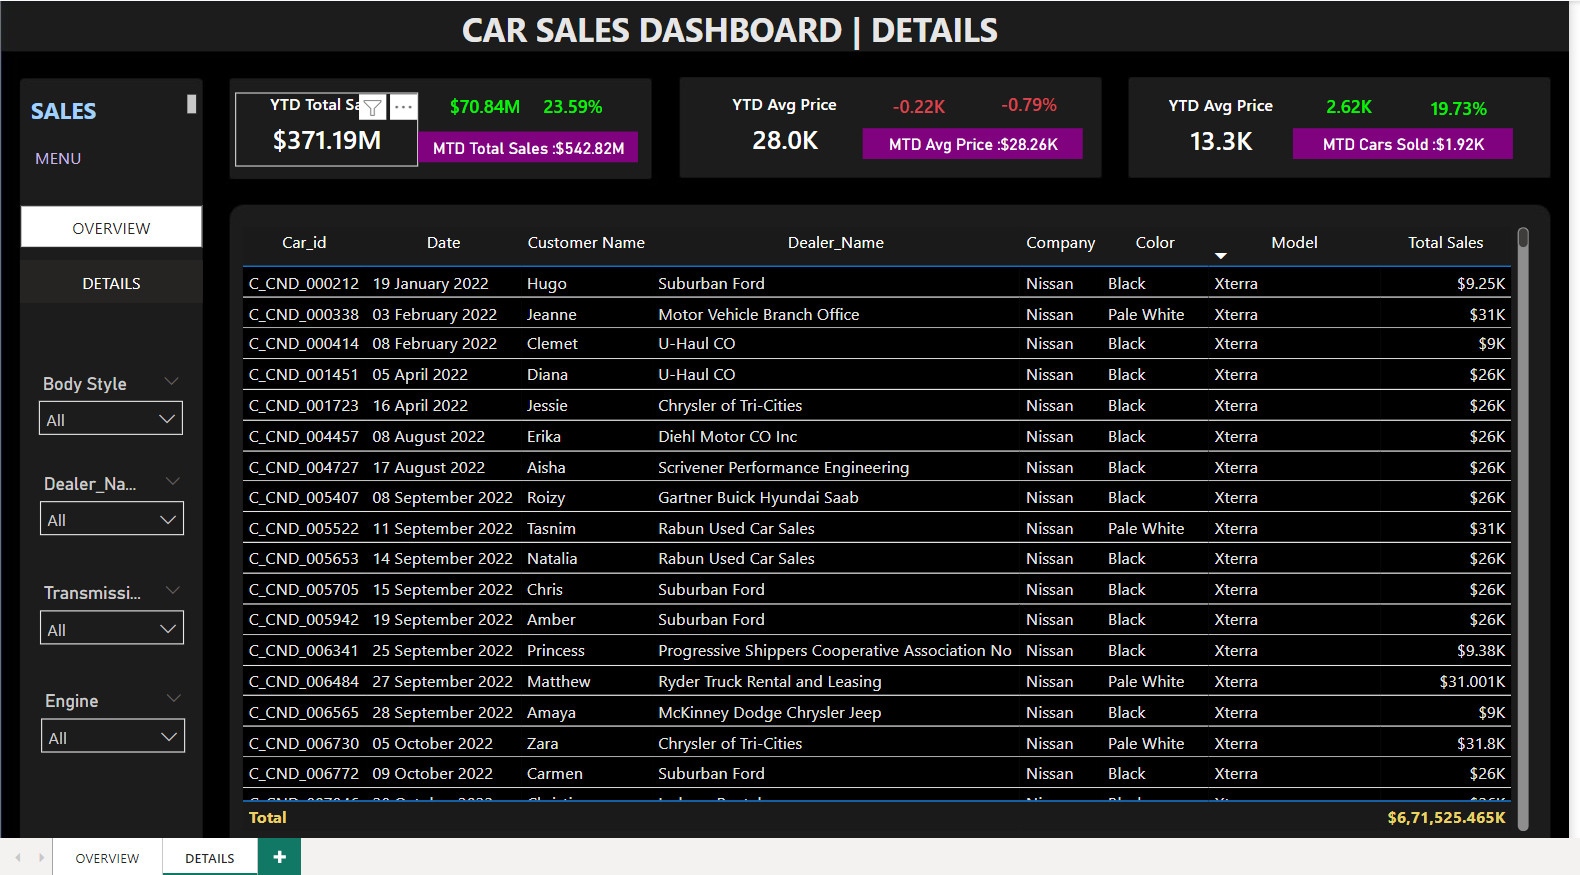 CAR SALES DASHBOARD | DETAILS
SALES
MENU
OVERVIEW
DETAILS
YTD Total Sa
$371.19M
$70.84M 23.59%
MTD Total Sales :$542.82M
YTD Avg Price
28.0K
-0.22K -0.79%
MTD Avg Price :$28.26K
YTD Avg Price
13.3K
2.62K 19.73%
MTD Cars Sold :$1.92K
Body Style
All
Dealer_Na...
All
Transmissi...
All
Engine
All
Car_id Date Customer Name Dealer_Name Company Color Model Total Sales
C_CND_000212 19 January 2022 Hugo Suburban Ford Nissan Black Xterra $9.25K
C_CND_000338 03 February 2022 Jeanne Motor Vehicle Branch Office Nissan Pale White Xterra $31K
C_CND_000414 08 February 2022 Clemet U-Haul CO Nissan Black Xterra $9K
C_CND_001451 05 April 2022 Diana U-Haul CO Nissan Black Xterra $26K
C_CND_001723 16 April 2022 Jessie Chrysler of Tri-Cities Nissan Black Xterra $26K
C_CND_004457 08 August 2022 Erika Diehl Motor CO Inc Nissan Black Xterra $26K
C_CND_004727 17 August 2022 Aisha Scrivener Performance Engineering Nissan Black Xterra $26K
C_CND_005407 08 September 2022 Roizy Gartner Buick Hyundai Saab Nissan Black Xterra $26K
C_CND_005522 11 September 2022 Tasnim Rabun Used Car Sales Nissan Pale White Xterra $31K
C_CND_005653 14 September 2022 Natalia Rabun Used Car Sales Nissan Black Xterra $26K
C_CND_005705 15 September 2022 Chris Suburban Ford Nissan Black Xterra $26K
C_CND_005942 19 September 2022 Amber Suburban Ford Nissan Black Xterra $26K
C_CND_006341 25 September 2022 Princess Progressive Shippers Cooperative Association No Nissan Black Xterra $9.38K
C_CND_006484 27 September 2022 Matthew Ryder Truck Rental and Leasing Nissan Pale White Xterra $31.001K
C_CND_006565 28 September 2022 Amaya McKinney Dodge Chrysler Jeep Nissan Black Xterra $9K
C_CND_006730 05 October 2022 Zara Chrysler of Tri-Cities Nissan Pale White Xterra $31.8K
C_CND_006772 09 October 2022 Carmen Suburban Ford Nissan Black Xterra $26K
Total $6,71,525.465K
OVERVIEW DETAILS +